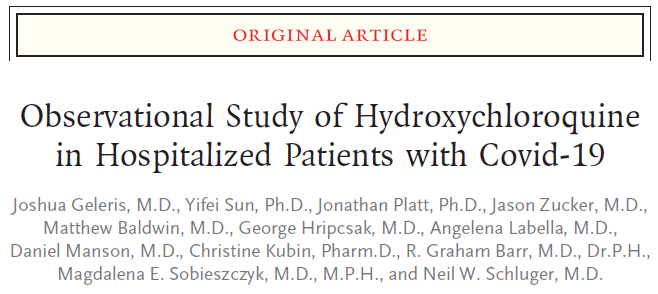 ORIGINAL ARTICLE
Observational Study of Hydroxychloroquine
in Hospitalized Patients with Covid-19
Joshua Geleris, M.D., Yifei Sun, Ph.D., Jonathan Platt, Ph.D., Jason Zucker, M.D.,
Matthew Baldwin, M.D., George Hripcsak, M.D., Angelena Labella, M.D.,
Daniel Manson, M.D., Christine Kubin, Pharm.D., R. Graham Barr, M.D., Dr.P.H.,
Magdalena E. Sobieszczyk, M.D., M.P.H., and Neil W. Schluger, M.D.